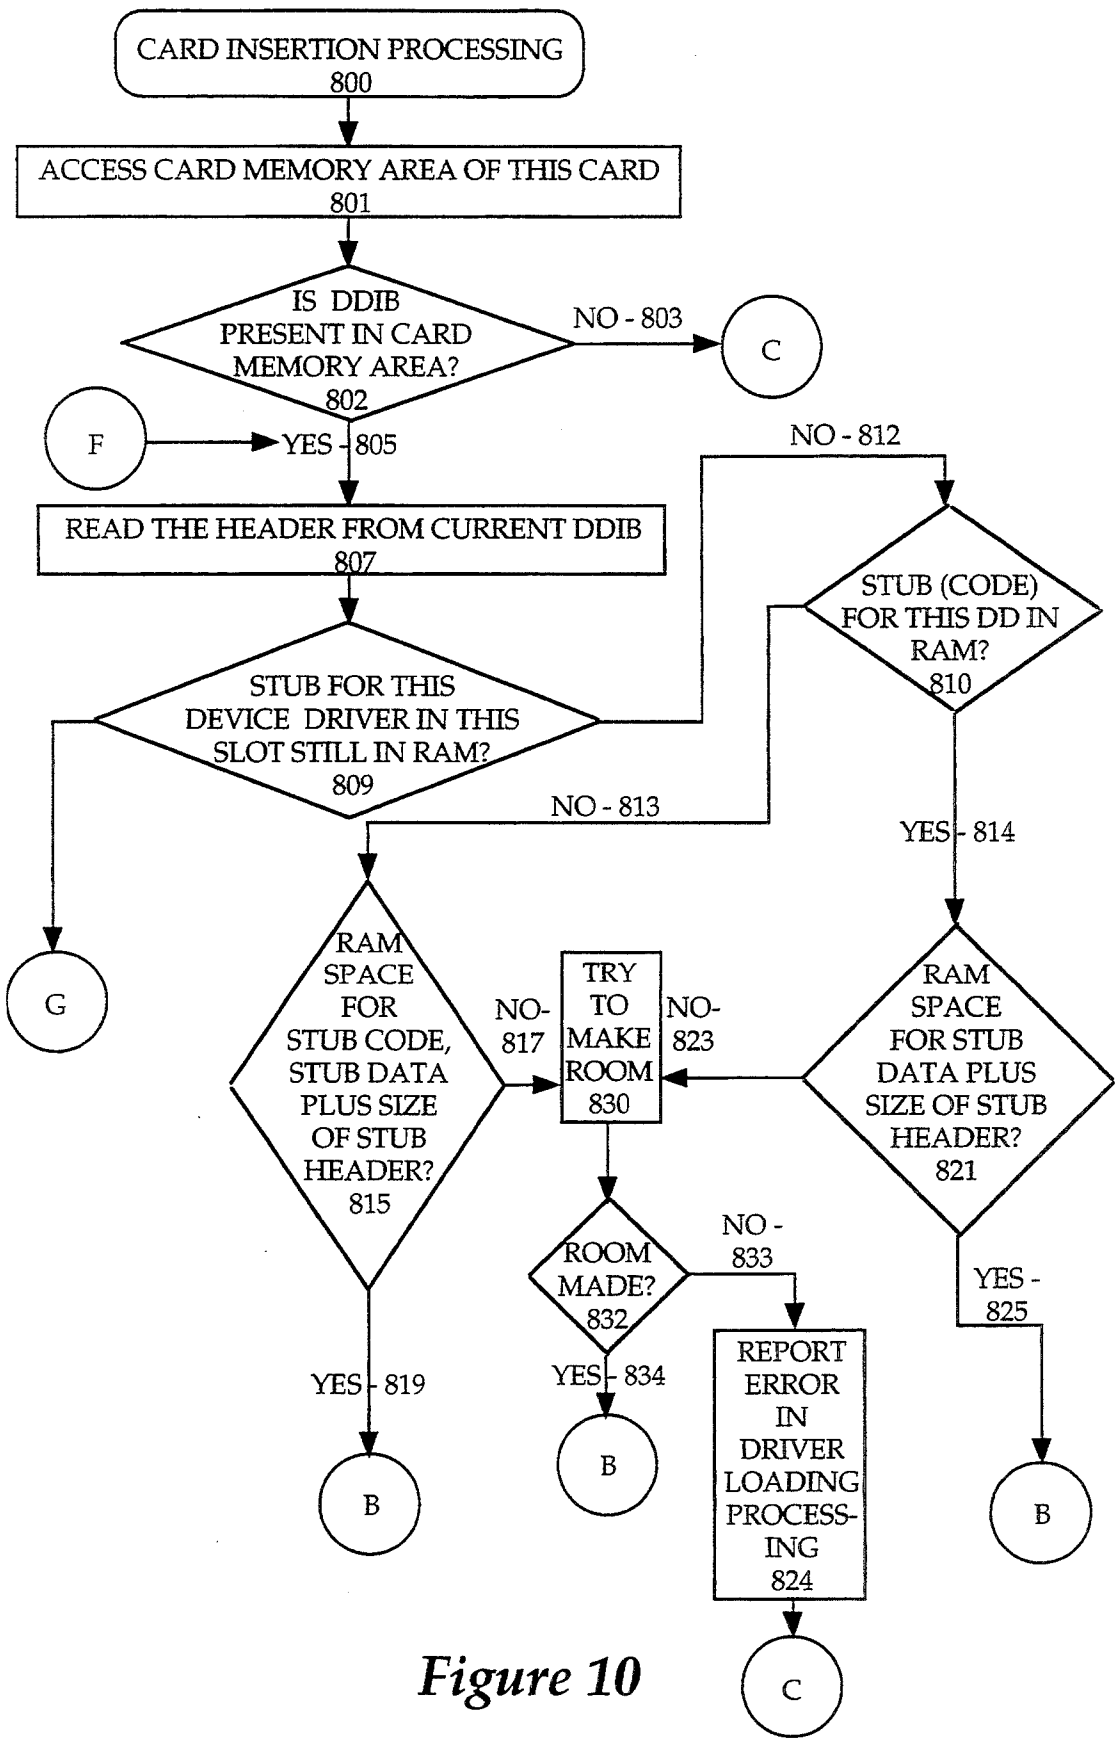 CARD INSERTION PROCESSING
800
ACCESS CARD MEMORY AREA OF THIS CARD
801
IS DDIB
PRESENT IN CARD
MEMORY AREA?
802
NO - 803
C
F
YES - 805
READ THE HEADER FROM CURRENT DDIB
807
STUB FOR THIS
DEVICE DRIVER IN THIS
SLOT STILL IN RAM?
809
NO - 812
STUB (CODE)
FOR THIS DD IN
RAM?
810
NO - 813
YES - 814
G
RAM
SPACE
FOR
STUB CODE,
STUB DATA
PLUS SIZE
OF STUB
HEADER?
815
NO-
817
TRY
TO
MAKE
ROOM
830
NO-
823
RAM
SPACE
FOR STUB
DATA PLUS
SIZE OF STUB
HEADER?
821
ROOM
MADE?
832
NO -
833
YES -
825
YES - 819
YES - 834
REPORT
ERROR
IN
DRIVER
LOADING
PROCESS-
ING
824
B
B
B
C
Figure 10